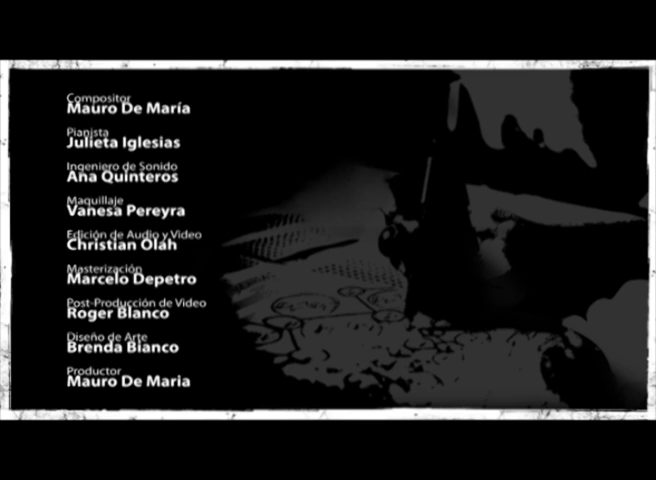 Compositor
Mauro De María
Pianista
Julieta Iglesias
Ingeniero de Sonido
Ana Quinteros
Maquillaje
Vanesa Pereyra
Edición de Audio y Video
Christian Olah
Masterización
Marcelo Depetro
Post-Producción de Video
Roger Blanco
Diseño de Arte
Brenda Bianco
Productor
Mauro De Maria